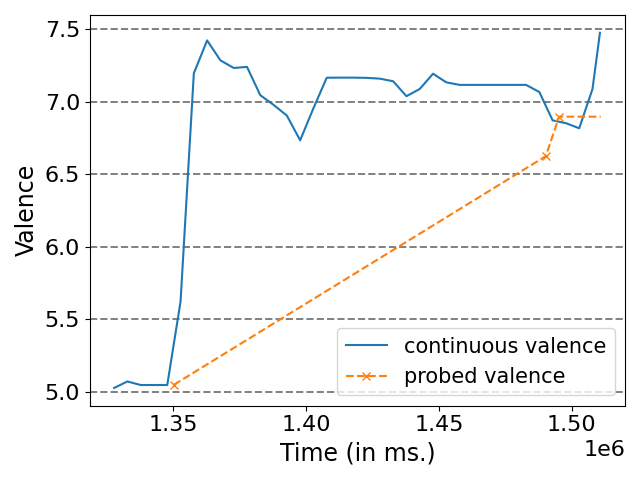 7.5
7.0
6.5
6.0
5.5
5.0
Valence
continuous valence
probed valence
1.35 1.40 1.45 1.50
1e6
Time (in ms.)